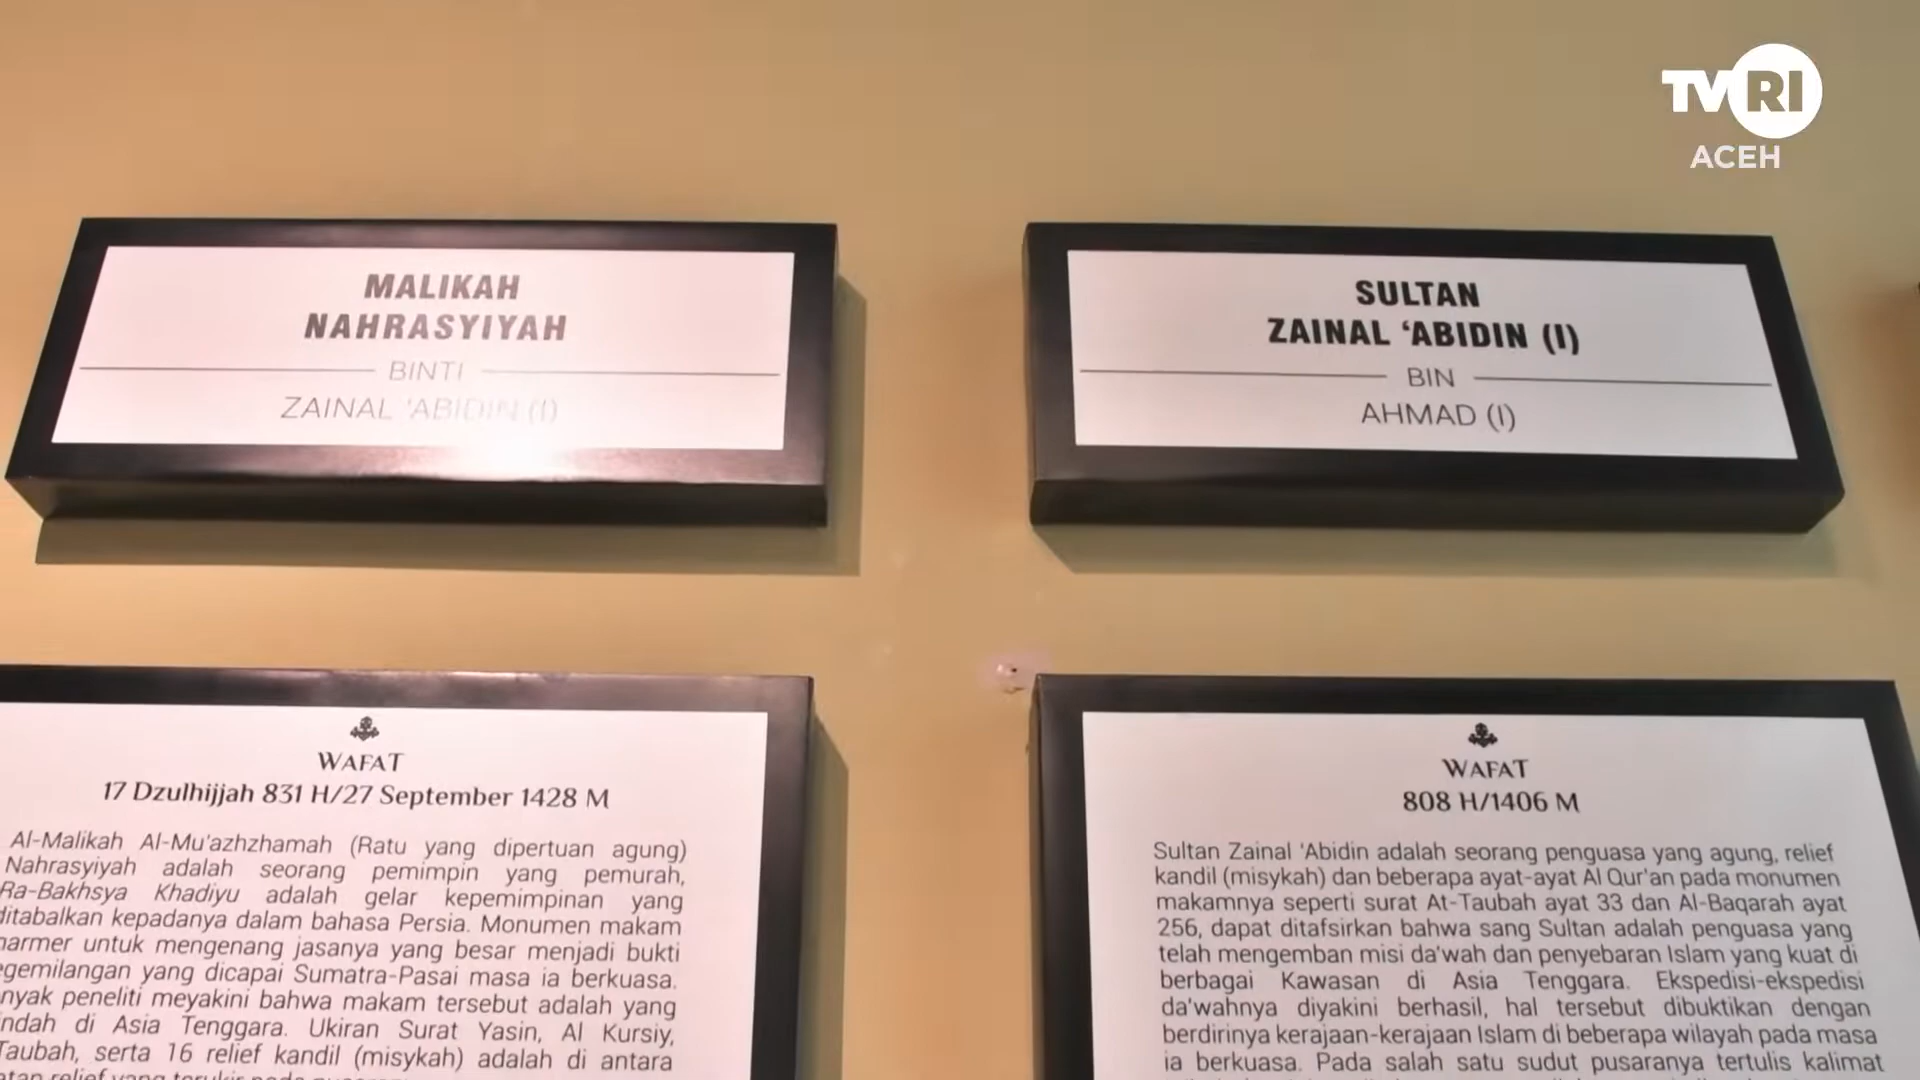 TVRI
ACEH
MALIKAH
NAHRASYIYAH
BINTI
ZAINAL 'ABIDIN (I)
SULTAN
ZAINAL ‘ABIDIN (I)
BIN
AHMAD (I)
WAFAT
17 Dzulhijjah 831 H/27 September 1428 M
Al-Malikah Al-Mu'azhzhamah (Ratu yang dipertuan agung)
Nahrasyiyah adalah seorang pemimpin yang pemurah,
Ra-Bakhsya Khadiyu adalah gelar kepemimpinan yang
ditabalkan kepadanya dalam bahasa Persia. Monumen makam
marmer untuk mengenang jasanya yang besar menjadi bukti
egemilangan yang dicapai Sumatra-Pasai masa ia berkuasa.
nyak peneliti meyakini bahwa makam tersebut adalah yang
indah di Asia Tenggara. Ukiran Surat Yasin, Al Kursiy,
Taubah, serta 16 relief kandil (misykah) adalah di antara
WAFAT
808 H/1406 M
Sultan Zainal 'Abidin adalah seorang penguasa yang agung, relief
kandil (misykah) dan beberapa ayat-ayat Al Qur'an pada monumen
makamnya seperti surat At-Taubah ayat 33 dan Al-Baqarah ayat
256, dapat ditafsirkan bahwa sang Sultan adalah penguasa yang
telah mengemban misi da'wah dan penyebaran Islam yang kuat di
berbagai Kawasan di Asia Tenggara. Ekspedisi-ekspedisi
da'wahnya diyakini berhasil, hal tersebut dibuktikan dengan
berdirinya kerajaan-kerajaan Islam di beberapa wilayah pada masa
ia berkuasa. Pada salah satu sudut pusaranya tertulis kalimat